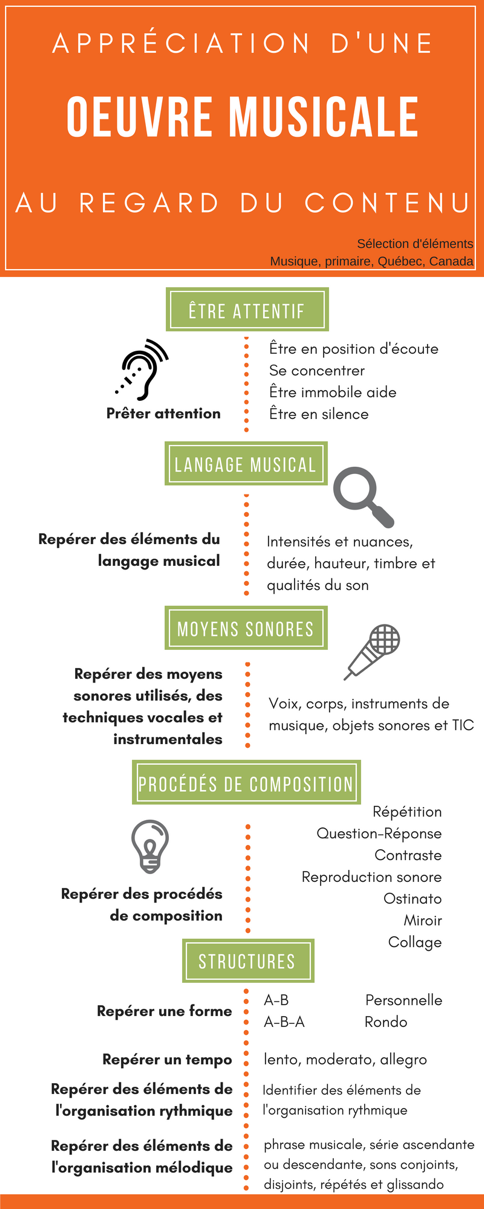 APPRÉCIATION D'UNE
OEUVRE MUSICALE
AU REGARD DU CONTENU
Sélection d'éléments
Musique, primaire, Québec, Canada
ÊTRE ATTENTIF
Être en position d'écoute
Se concentrer
Être immobile aide
Être en silence
Prêter attention
LANGAGE MUSICAL
Repérer des éléments du
langage musical
Intensités et nuances,
durée, hauteur, timbre et
qualités du son
MOYENS SONORES
Repérer des moyens
sonores utilisés, des
techniques vocales et
instrumentales
Voix, corps, instruments de
musique, objets sonores et TIC
PROCÉDÉS DE COMPOSITION
Répétition
Question-Réponse
Contraste
Reproduction sonore
Ostinato
Miroir
Collage
Repérer des procédés
de composition
STRUCTURES
Repérer une forme
A-B Personnelle
A-B-A Rondo
Repérer un tempo
lento, moderato, allegro
Repérer des éléments de
l'organisation rythmique
Identifier des éléments de
l'organisation rythmique
Repérer des éléments de
l'organisation mélodique
phrase musicale, série ascendante
ou descendante, sons conjoints,
disjoints, répétés et glissando